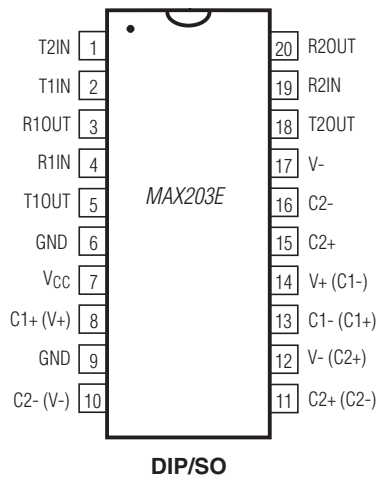 T2IN 1
T1IN 2
R1OUT 3
R1IN 4
T1OUT 5
GND 6
VCC 7
C1+ (V+) 8
GND 9
C2- (V-) 10
MAX203E
20 R2OUT
19 R2IN
18 T2OUT
17 V-
16 C2-
15 C2+
14 V+ (C1-)
13 C1- (C1+)
12 V- (C2+)
11 C2+ (C2-)
DIP/SO